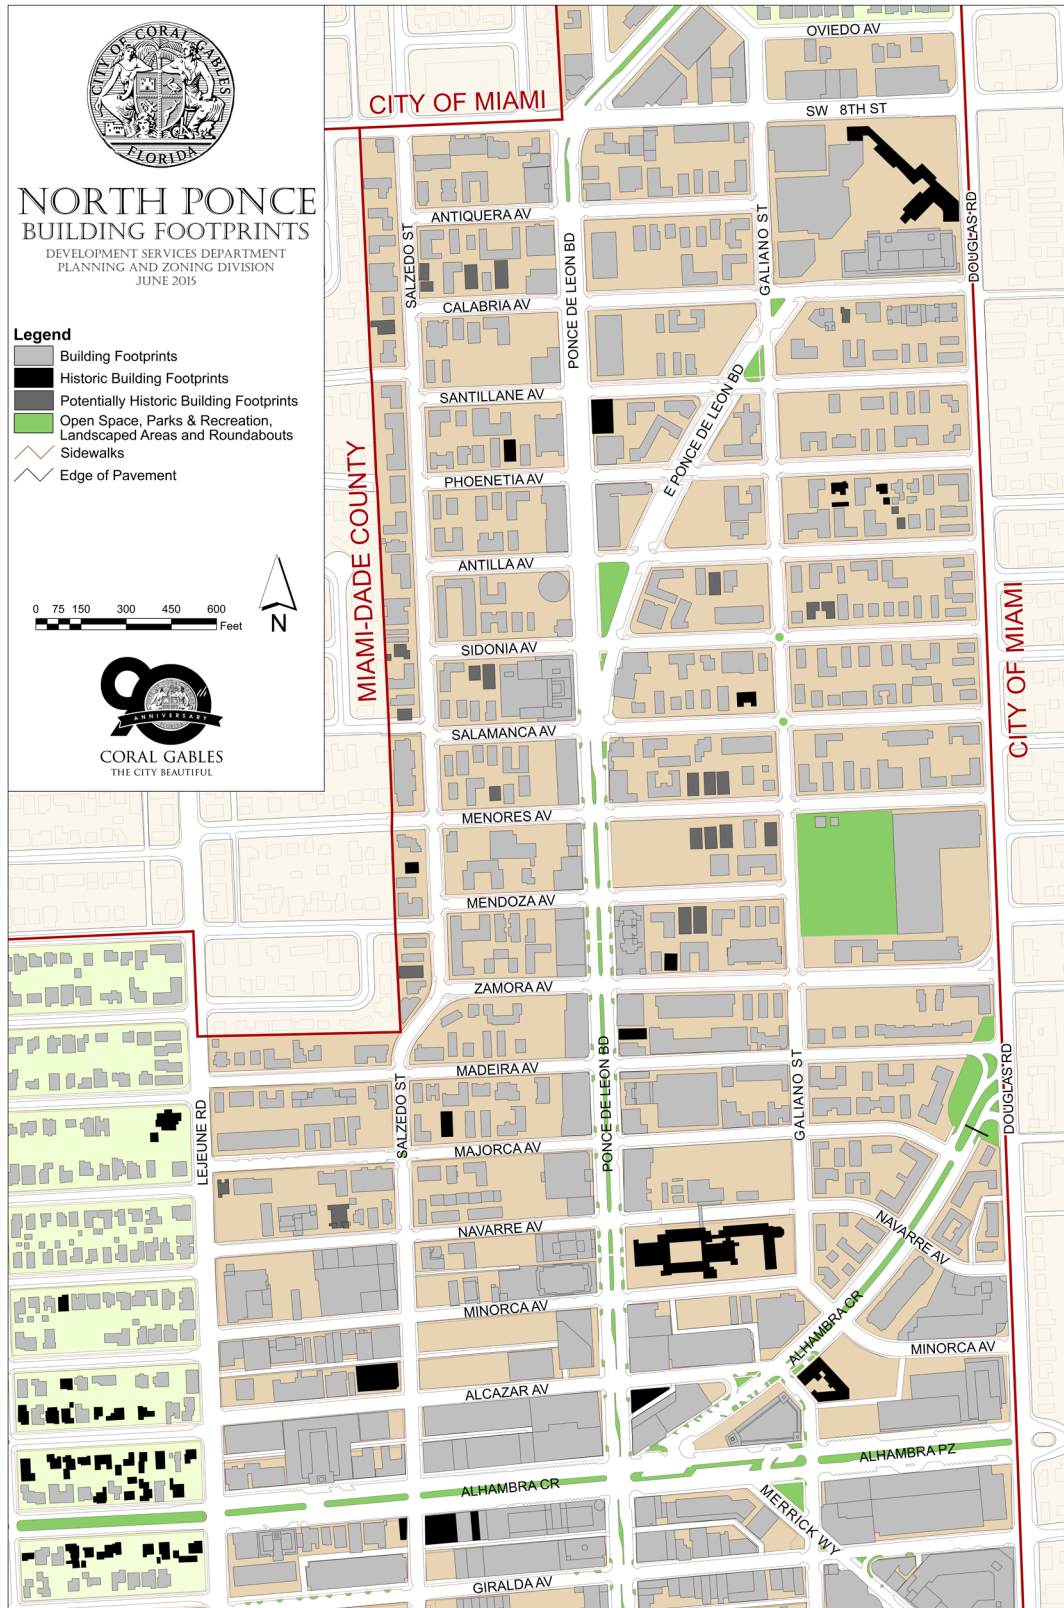 CITY OF CORAL GABLES
FLORIDA
NORTH PONCE
BUILDING FOOTPRINTS
DEVELOPMENT SERVICES DEPARTMENT
PLANNING AND ZONING DIVISION
JUNE 2015
Legend
Building Footprints
Historic Building Footprints
Potentially Historic Building Footprints
Open Space, Parks & Recreation,
Landscaped Areas and Roundabouts
Sidewalks
Edge of Pavement
0 75 150 300 450 600
Feet
N
90th
ANNIVERSARY
CORAL GABLES
THE CITY BEAUTIFUL
CITY OF MIAMI
MIAMI-DADE COUNTY
CITY OF MIAMI
OVIEDO AV
SW 8TH ST
ANTIQUERA AV
CALABRIA AV
SANTILLANE AV
PHOENETIA AV
ANTILLA AV
SIDONIA AV
SALAMANCA AV
MENORES AV
MENDOZA AV
ZAMORA AV
MADEIRA AV
MAJORCA AV
NAVARRE AV
MINORCA AV
ALCAZAR AV
ALHAMBRA CR
GIRALDA AV
SALZEDO ST
PONCE DE LEON BD
GALIANO ST
DOUGLAS RD
E PONCE DE LEON BD
LEJEUNE RD
SALZEDO ST
PONCE DE LEON BD
GALIANO ST
DOUGLAS RD
NAVARRE AV
ALHAMBRA CR
MINORCA AV
ALHAMBRA PZ
MERRICK WY